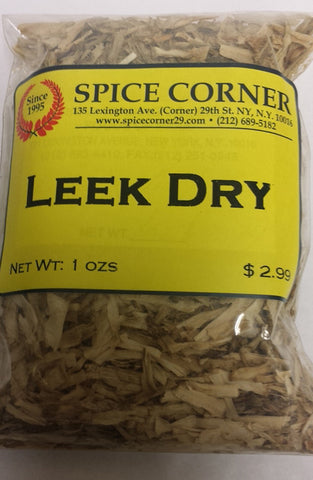 Since
1995
SPICE CORNER
135 Lexington Ave. (Corner) 29th St. NY, N.Y. 10016
www.spicecorner29.com • (212) 689-5182
LEEK DRY
NET WT: 1 OZS
$ 2.99